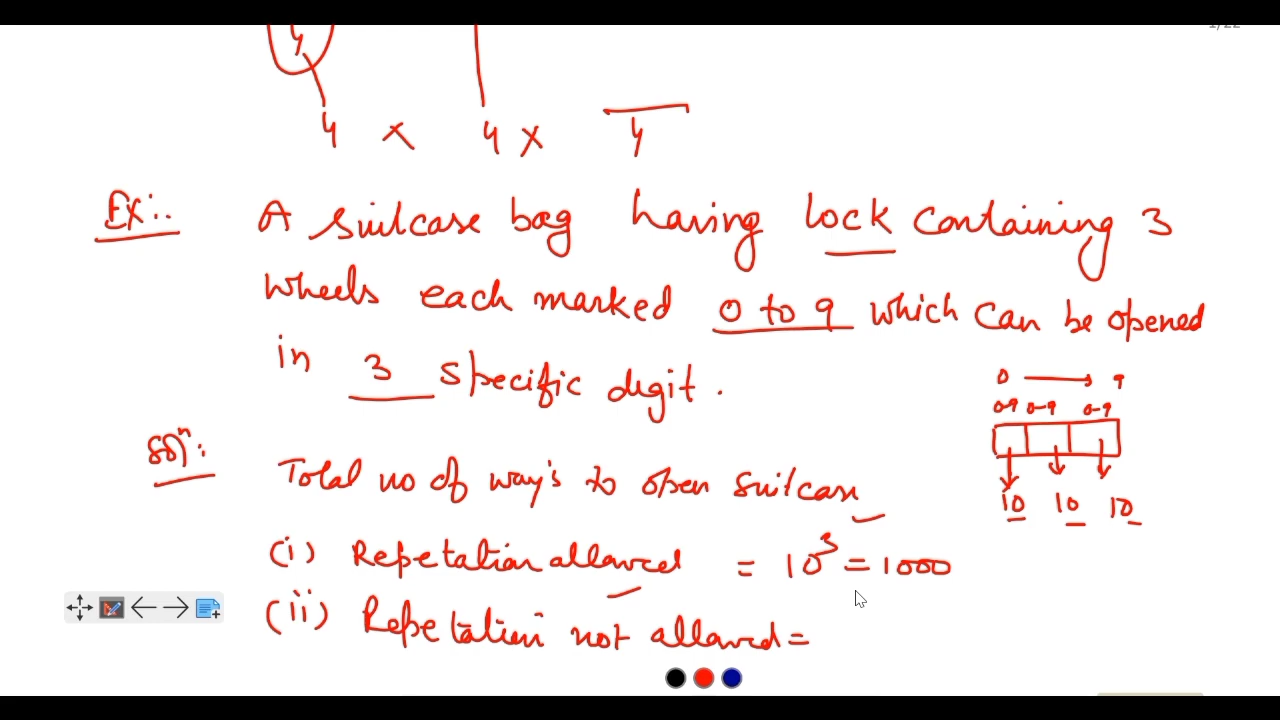 4
4 × 4 × 4
Ex:.
A suitcase bag having lock containing 3
wheels each marked 0 to 9 which can be opened
in 3 specific digit.
0 → 9
0-9 0-9 0-9
10 10 10
Solⁿ:
Total no of way's to open suitcase
(i) Repetation allowed = 10³ = 1000
(ii) Repetation not allowed =